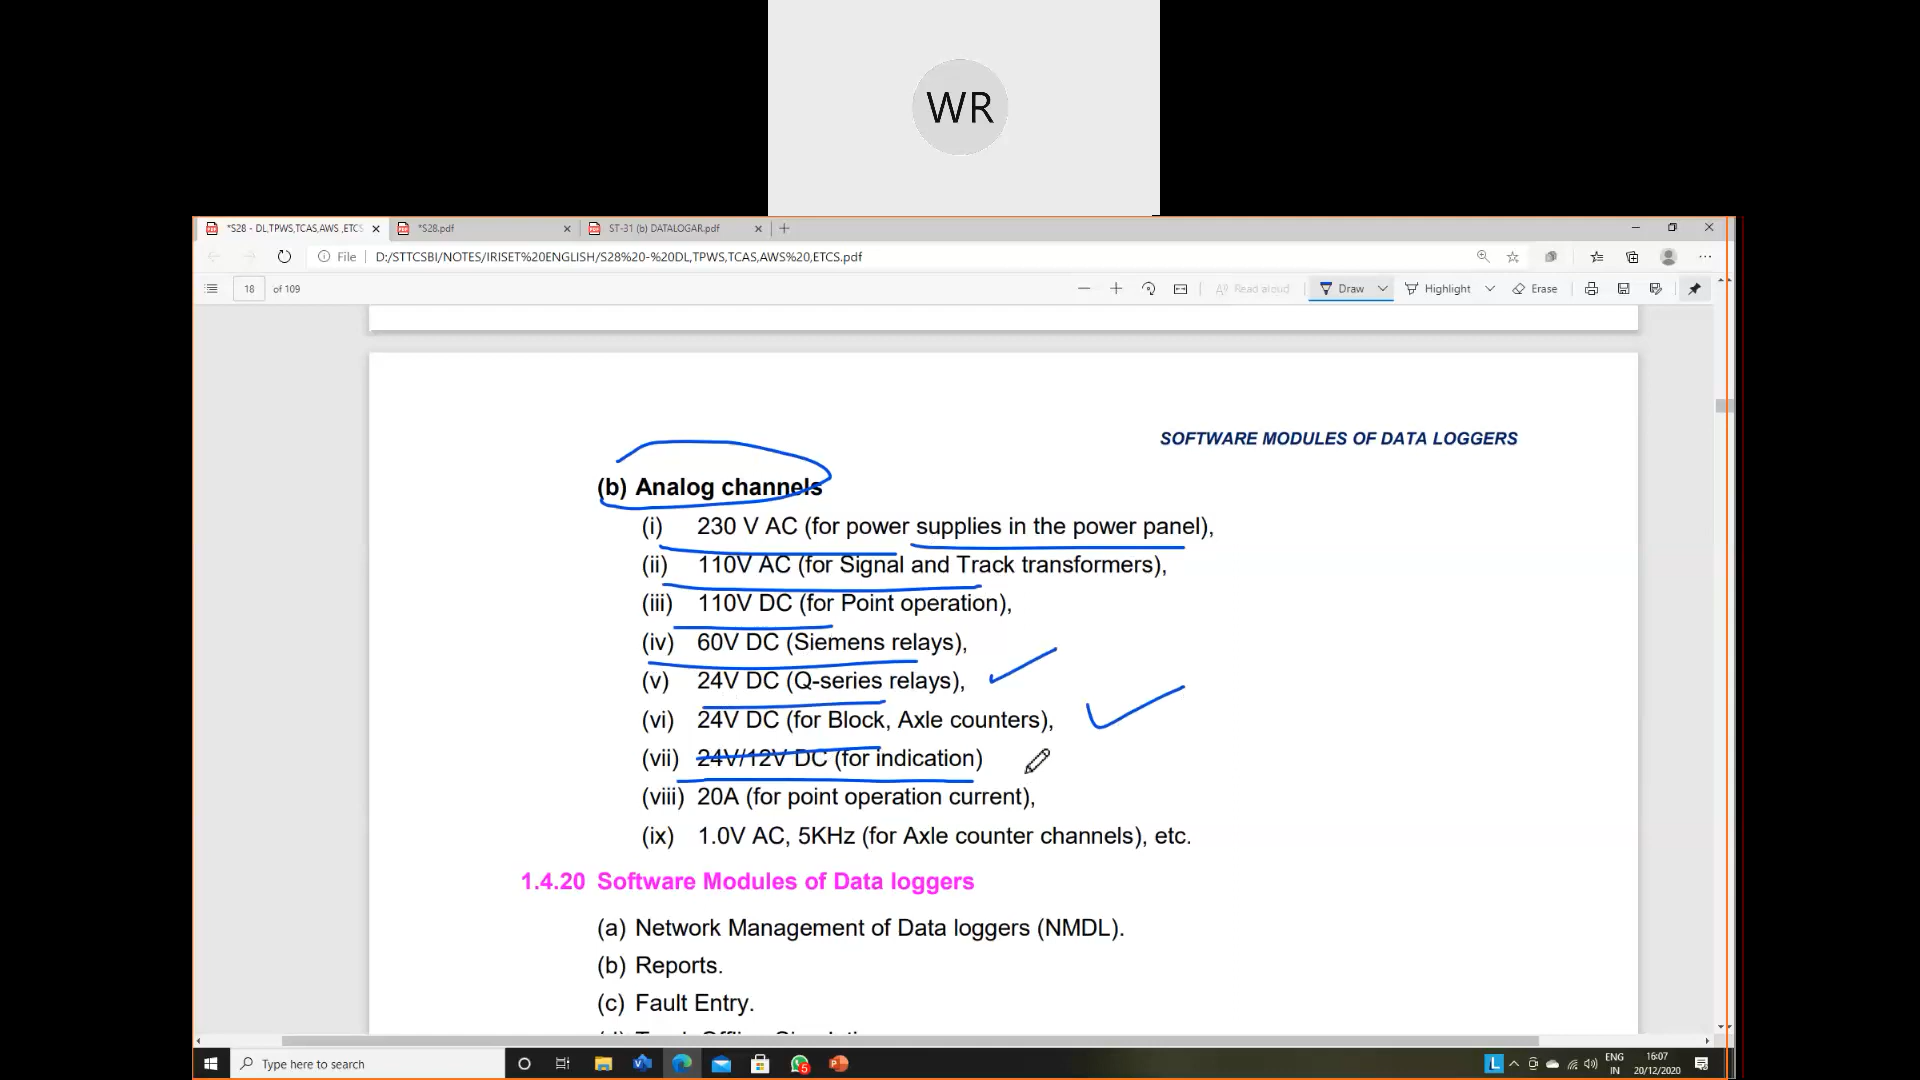 WR
*S28 - DL,TPWS,TCAS,AWS ,ETCS
*S28.pdf
ST-31 (b) DATALOGAR.pdf
File D:/STTCSBI/NOTES/IRISET%20ENGLISH/S28%20-%20DL,TPWS,TCAS,AWS%20,ETCS.pdf
18 of 109
Read aloud Draw Highlight Erase
SOFTWARE MODULES OF DATA LOGGERS
(b) Analog channels
(i) 230 V AC (for power supplies in the power panel),
(ii) 110V AC (for Signal and Track transformers),
(iii) 110V DC (for Point operation),
(iv) 60V DC (Siemens relays),
(v) 24V DC (Q-series relays),
(vi) 24V DC (for Block, Axle counters),
(vii) 24V/12V DC (for indication)
(viii) 20A (for point operation current),
(ix) 1.0V AC, 5KHz (for Axle counter channels), etc.
1.4.20 Software Modules of Data loggers
(a) Network Management of Data loggers (NMDL).
(b) Reports.
(c) Fault Entry.
Type here to search
5
L
ENG
IN
16:07
20/12/2020